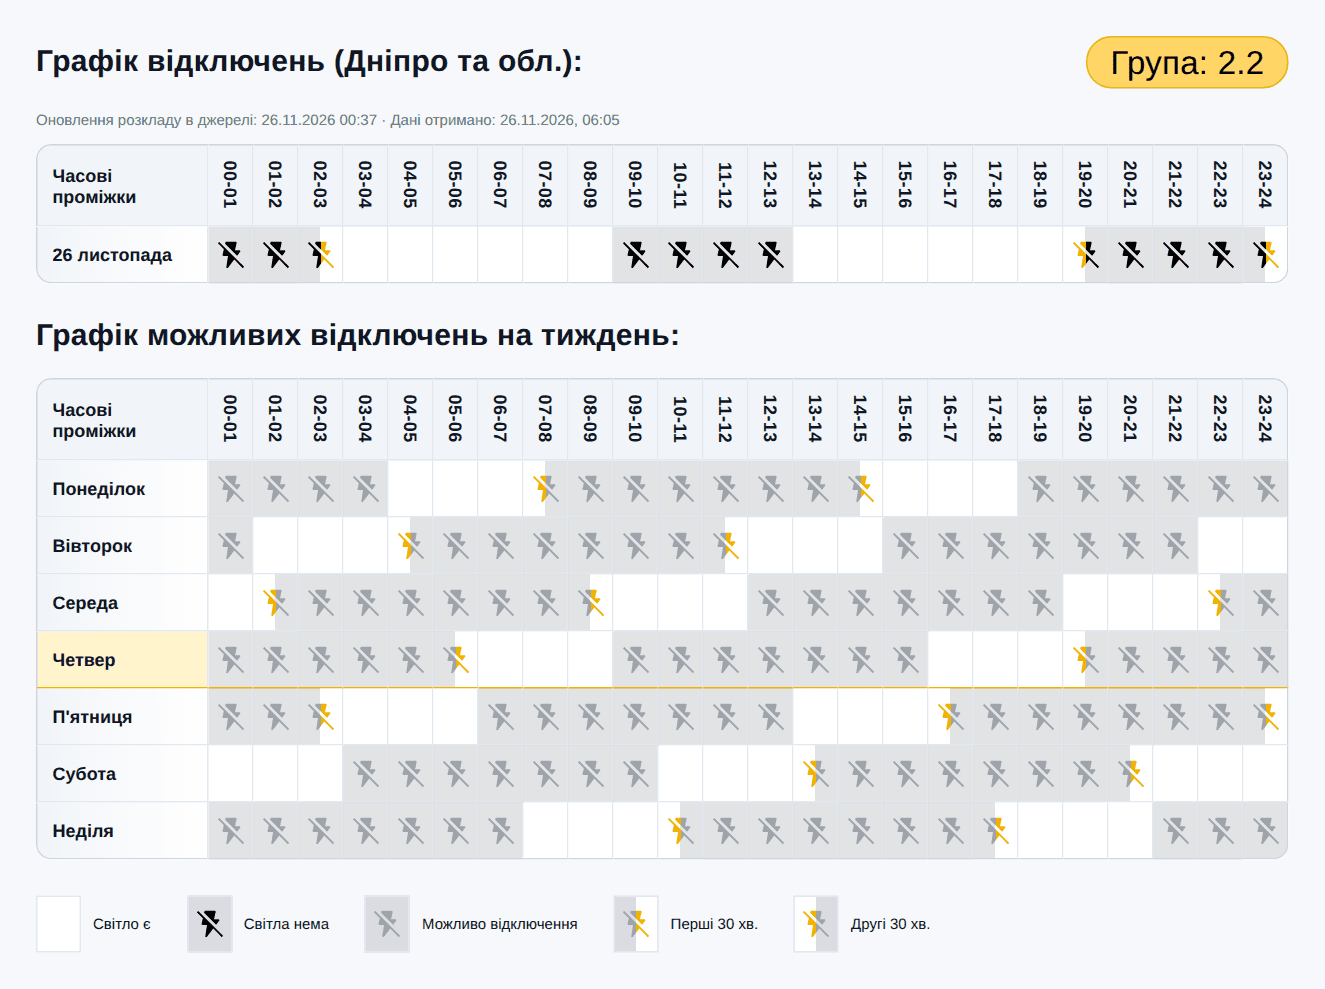 Графік відключень (Дніпро та обл.):
Група: 2.2
Оновлення розкладу в джерелі: 26.11.2026 00:37 · Дані отримано: 26.11.2026, 06:05
Часові проміжки 00-01 01-02 02-03 03-04 04-05 05-06 06-07 07-08 08-09 09-10 10-11 11-12 12-13 13-14 14-15 15-16 16-17 17-18 18-19 19-20 20-21 21-22 22-23 23-24
26 листопада
Графік можливих відключень на тиждень:
Часові проміжки 00-01 01-02 02-03 03-04 04-05 05-06 06-07 07-08 08-09 09-10 10-11 11-12 12-13 13-14 14-15 15-16 16-17 17-18 18-19 19-20 20-21 21-22 22-23 23-24
Понеділок
Вівторок
Середа
Четвер
П'ятниця
Субота
Неділя
Світло є Світла нема Можливо відключення Перші 30 хв. Другі 30 хв.